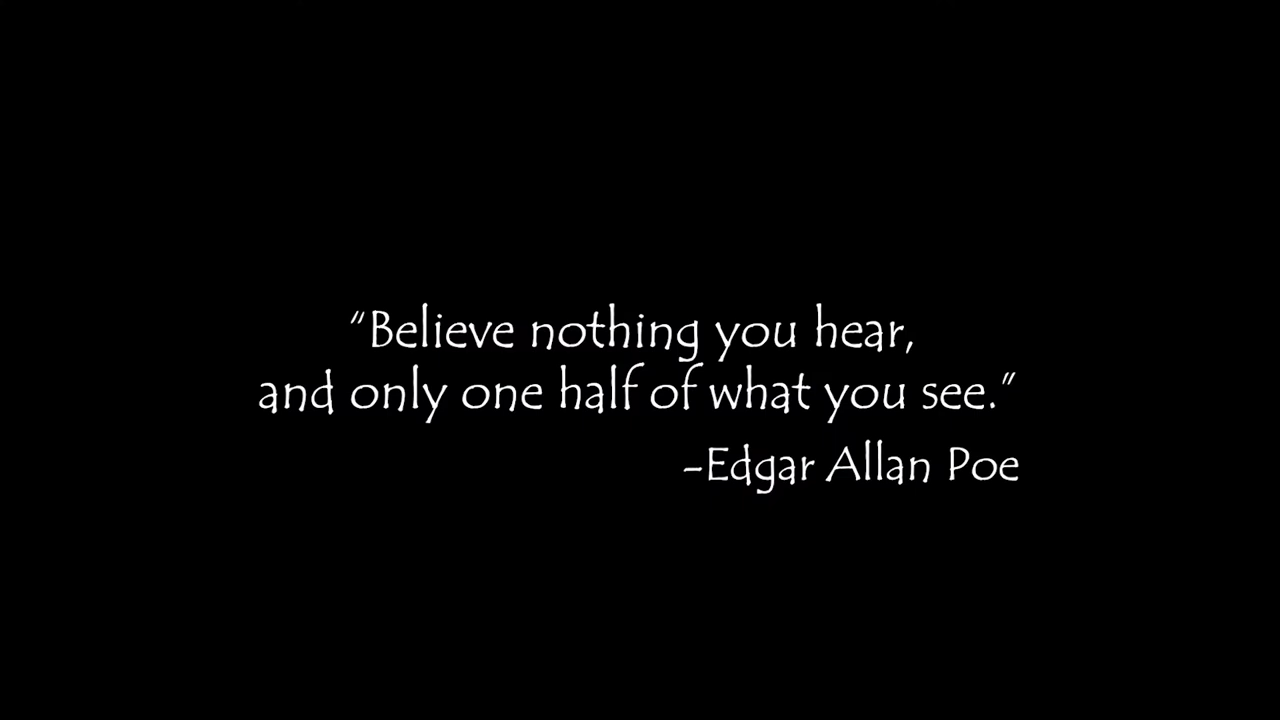 “Believe nothing you hear,
and only one half of what you see.”
-Edgar Allan Poe